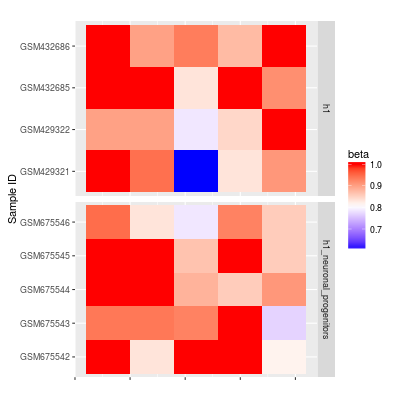 GSM432686
GSM432685
GSM429322
GSM429321
h1
GSM675546
GSM675545
GSM675544
GSM675543
GSM675542
h1_neuronal_progenitors
Sample ID
beta
1.0
0.9
0.8
0.7